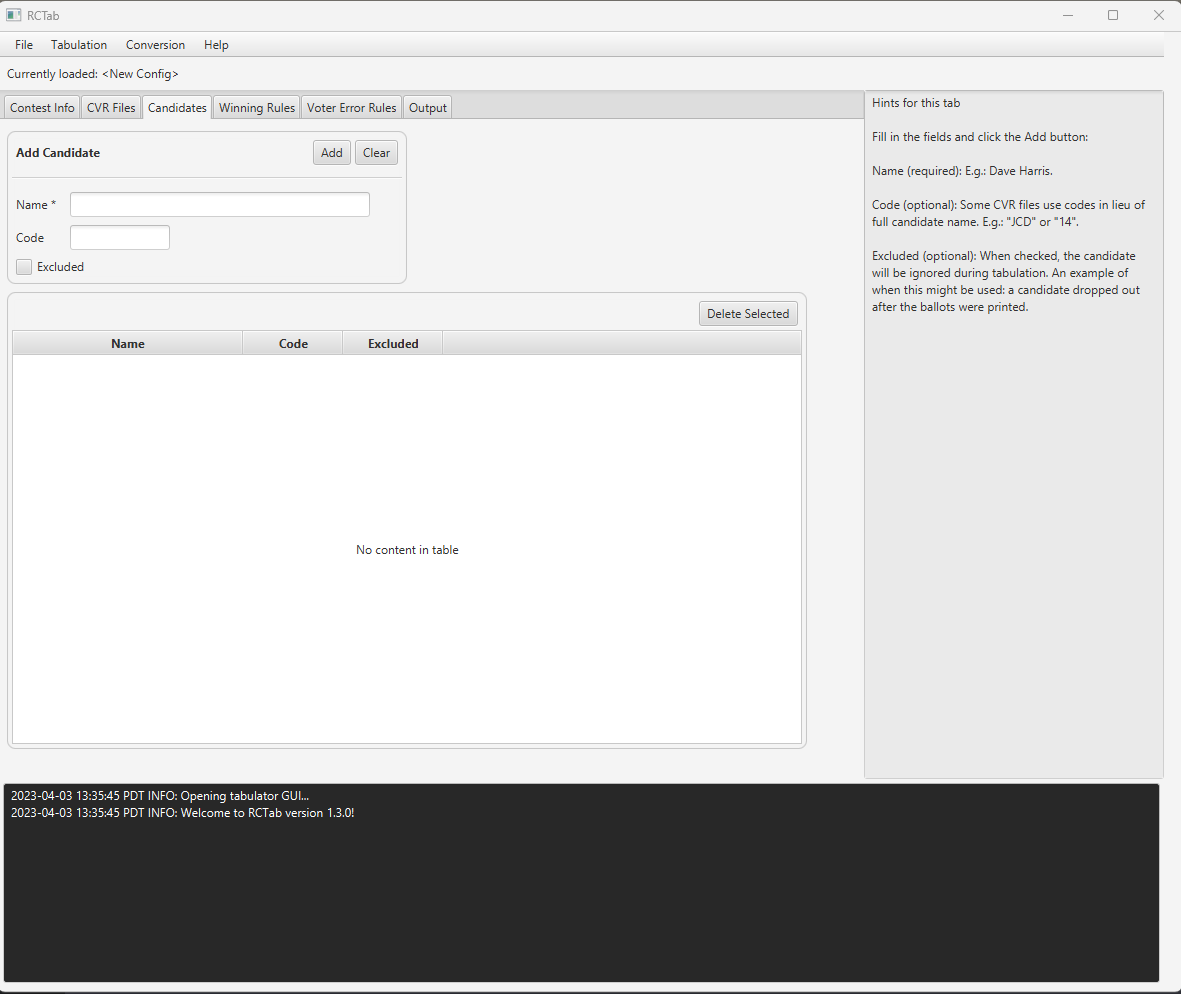 RCTab
File Tabulation Conversion Help
Currently loaded: <New Config>
Contest Info CVR Files Candidates Winning Rules Voter Error Rules Output
Add Candidate Add Clear
Name *
Code
Excluded
Delete Selected
Name Code Excluded
No content in table
Hints for this tab
Fill in the fields and click the Add button:
Name (required): E.g.: Dave Harris.
Code (optional): Some CVR files use codes in lieu of
full candidate name. E.g.: "JCD" or "14".
Excluded (optional): When checked, the candidate
will be ignored during tabulation. An example of
when this might be used: a candidate dropped out
after the ballots were printed.
2023-04-03 13:35:45 PDT INFO: Opening tabulator GUI...
2023-04-03 13:35:45 PDT INFO: Welcome to RCTab version 1.3.0!